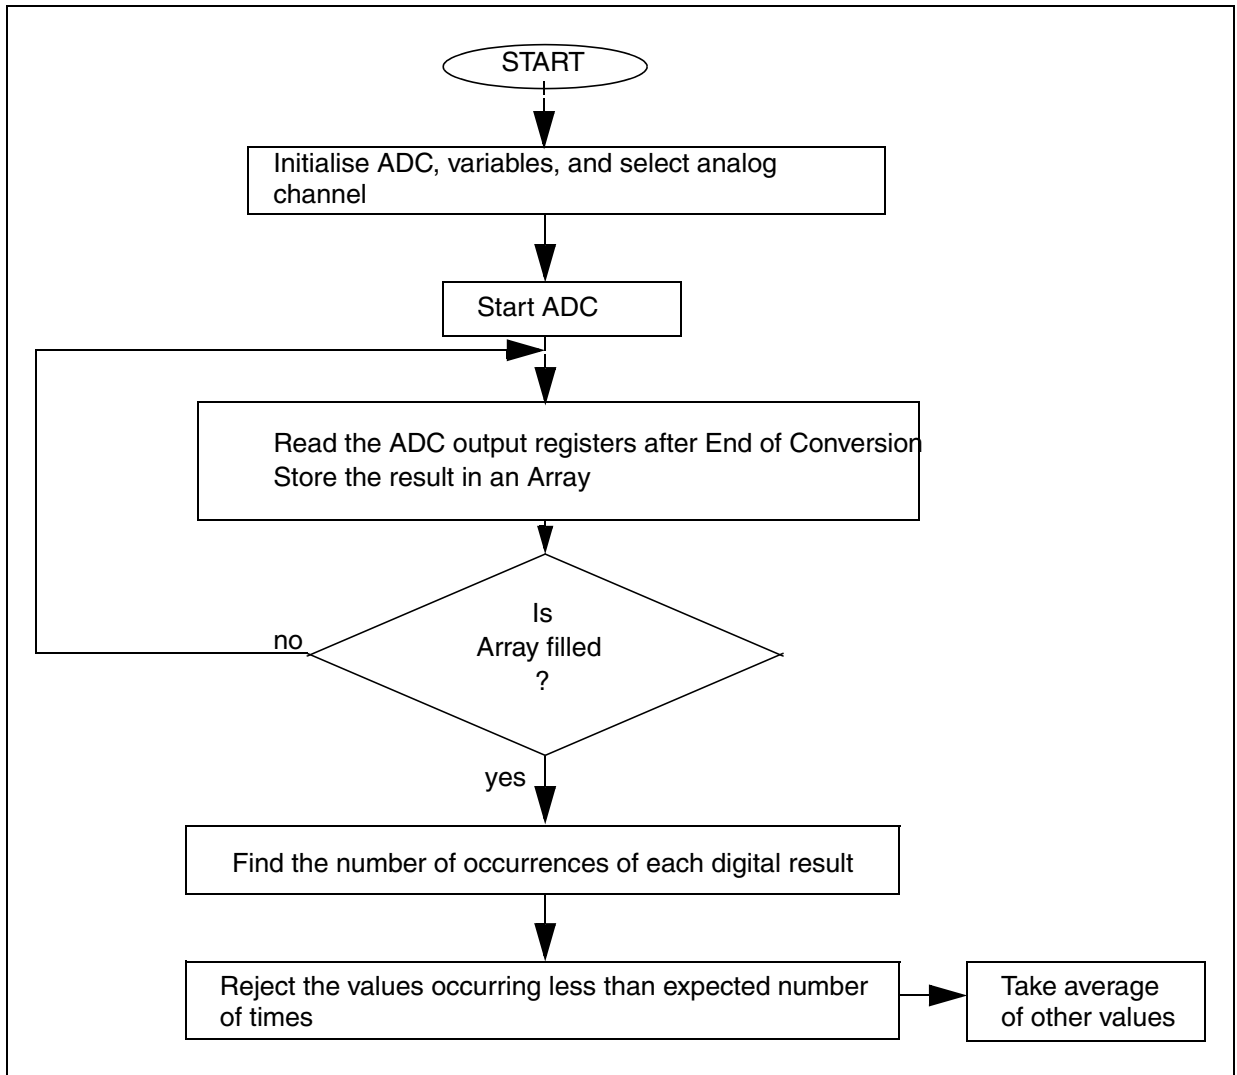 START
Initialise ADC, variables, and select analog
channel
Start ADC
Read the ADC output registers after End of Conversion
Store the result in an Array
Is
Array filled
?
no
yes
Find the number of occurrences of each digital result
Reject the values occurring less than expected number
of times
Take average
of other values